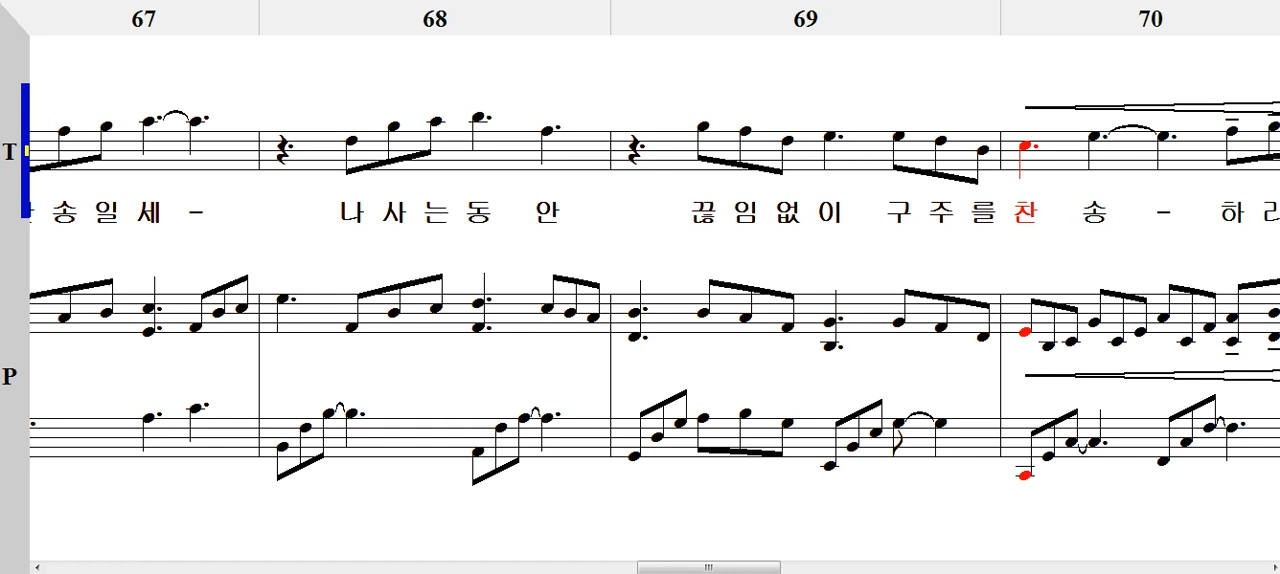 67 68 69 70
T
송 일 세 - 나 사 는 동 안 끊 임 없 이 구 주 를 찬 송 - 하
P